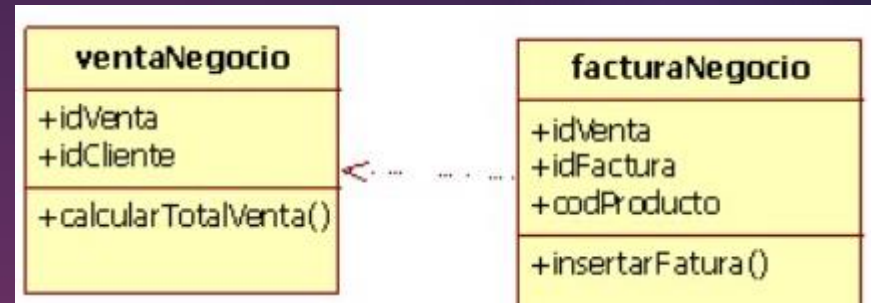 ventaNegocio
+idVenta
+idCliente
+calcularTotalVenta()
facturaNegocio
+idVenta
+idFactura
+codProducto
+insertarFatura()